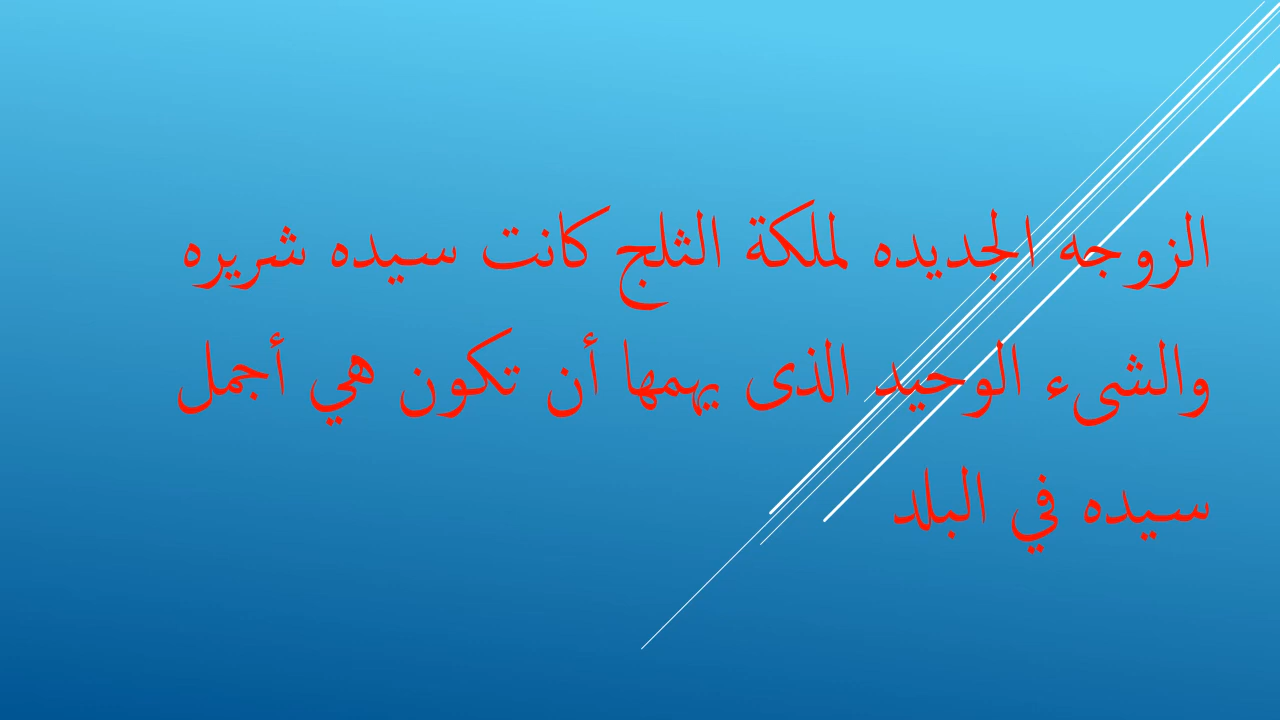 الزوجه الجديده لملكة الثلج كانت سيده شريره
والشىء الوحيد الذى يهمها أن تكون هي أجمل
سيده في البلد